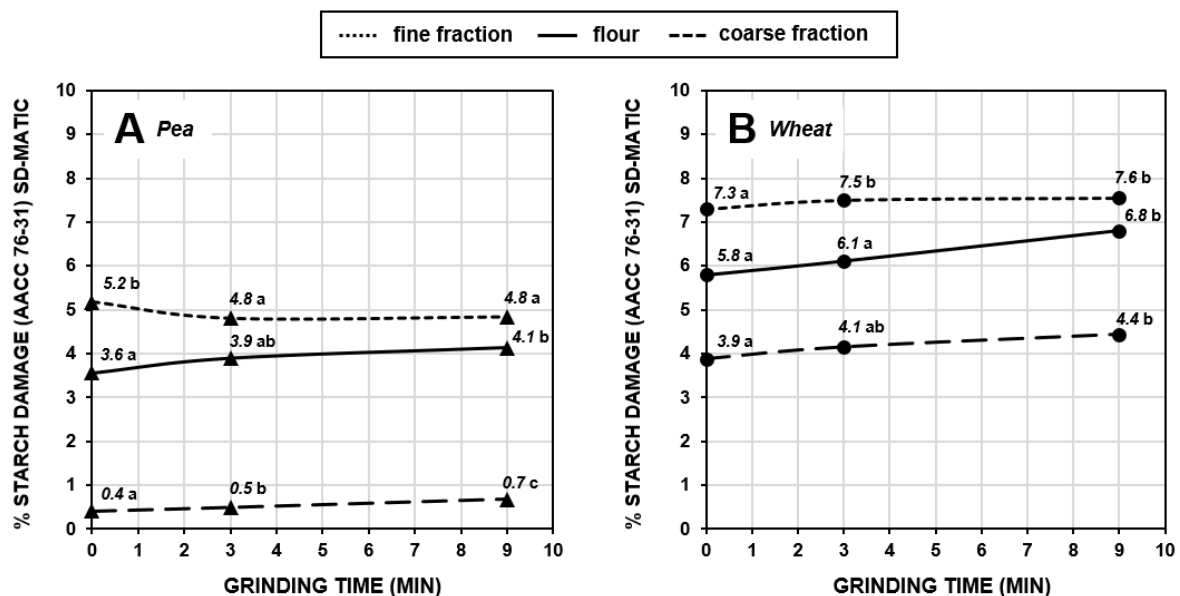 fine fraction flour coarse fraction
% STARCH DAMAGE (AACC 76-31) SD-MATIC
10
9
8
7
6
5
4
3
2
1
0
A Pea
5.2 b
4.8 a
4.8 a
3.6 a
3.9 ab
4.1 b
0.4 a
0.5 b
0.7 c
0 1 2 3 4 5 6 7 8 9 10
GRINDING TIME (MIN)
% STARCH DAMAGE (AACC 76-31) SD-MATIC
10
9
8
7
6
5
4
3
2
1
0
B Wheat
7.3 a
7.5 b
7.6 b
5.8 a
6.1 a
6.8 b
3.9 a
4.1 ab
4.4 b
0 1 2 3 4 5 6 7 8 9 10
GRINDING TIME (MIN)